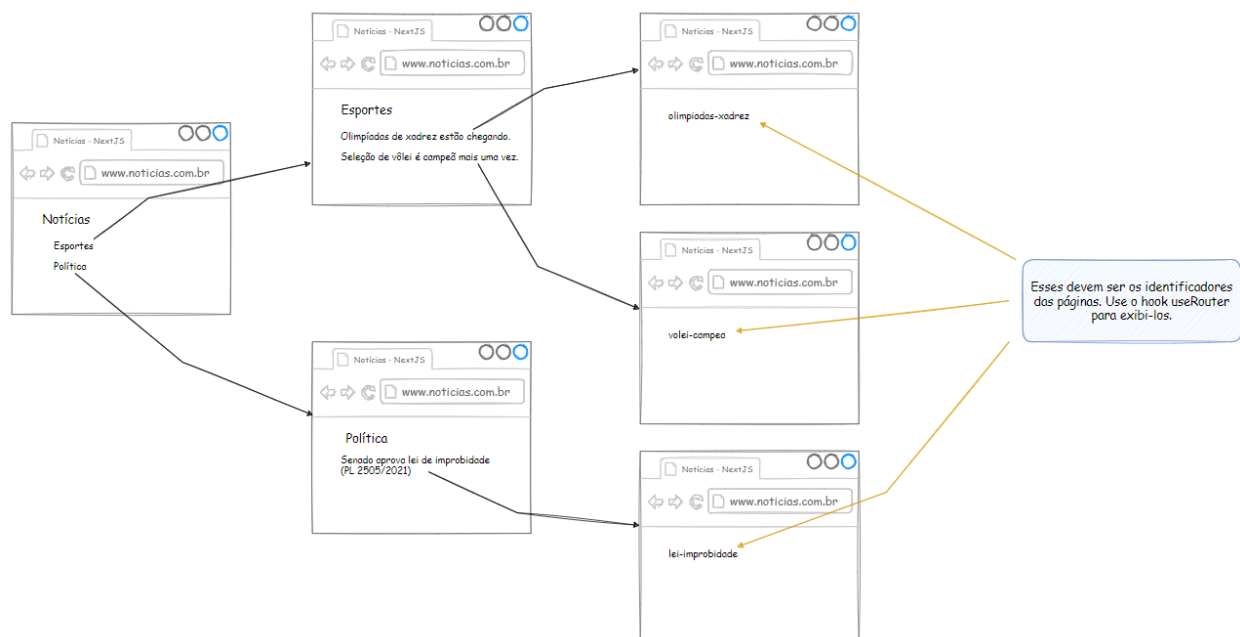 Notícias - NextJS
www.noticias.com.br
Notícias
Esportes
Política
Notícias - NextJS
www.noticias.com.br
Esportes
Olimpíadas de xadrez estão chegando.
Seleção de vôlei é campeã mais uma vez.
Notícias - NextJS
www.noticias.com.br
Política
Senado aprova lei de improbidade
(PL 2505/2021)
Notícias - NextJS
www.noticias.com.br
olimpiadas-xadrez
Notícias - NextJS
www.noticias.com.br
volei-campea
Notícias - NextJS
www.noticias.com.br
lei-improbidade
Esses devem ser os identificadores
das páginas. Use o hook useRouter
para exibi-los.